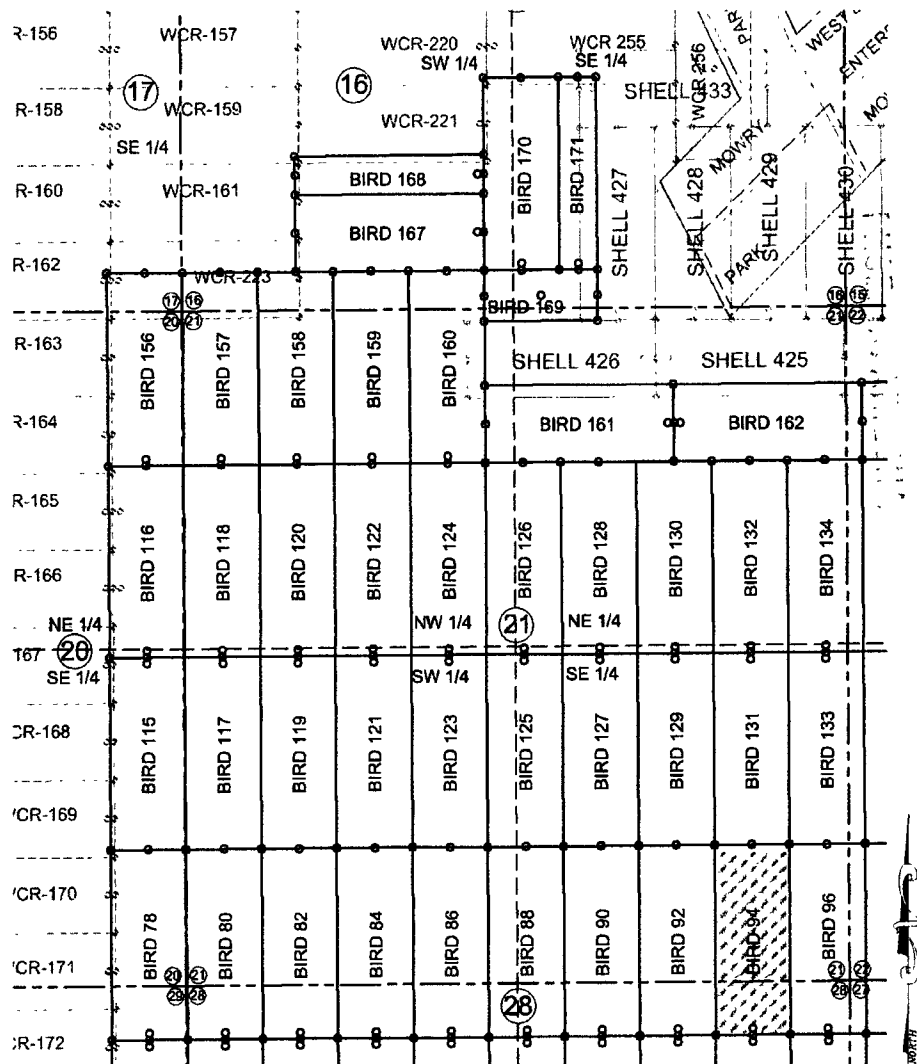 R-156
WCR-157
WCR-220
SW 1/4
WCR 255
SE 1/4
WCR 256
SHELL 433
PAR
WEST
ENTERP
17
16
R-158
WCR-159
WCR-221
MOWRY
MO
SE 1/4
R-160
WCR-161
BIRD 168
BIRD 167
BIRD 170
BIRD 171
SHELL 427
SHELL 428
SHELL 429
SHELL 430
PARK
R-162
WCR-223
BIRD 169
17 16
20 21
16 15
21 22
R-163
BIRD 156
BIRD 157
BIRD 158
BIRD 159
BIRD 160
SHELL 426
SHELL 425
R-164
BIRD 161
BIRD 162
R-165
R-166
BIRD 116
BIRD 118
BIRD 120
BIRD 122
BIRD 124
BIRD 126
BIRD 128
BIRD 130
BIRD 132
BIRD 134
NE 1/4
NW 1/4
21
NE 1/4
167
20
SE 1/4
SW 1/4
SE 1/4
CR-168
BIRD 115
BIRD 117
BIRD 119
BIRD 121
BIRD 123
BIRD 125
BIRD 127
BIRD 129
BIRD 131
BIRD 133
WCR-169
WCR-170
BIRD 78
BIRD 80
BIRD 82
BIRD 84
BIRD 86
BIRD 88
BIRD 90
BIRD 92
BIRD 94
BIRD 96
WCR-171
20 21
29 28
21 22
28 27
28
CR-172
NORTH